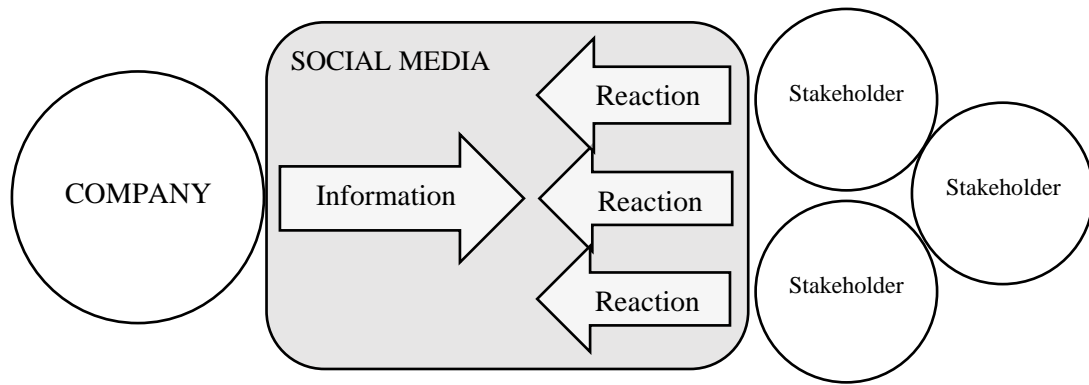 SOCIAL MEDIA
Reaction
Stakeholder
COMPANY
Information
Reaction
Stakeholder
Reaction
Stakeholder